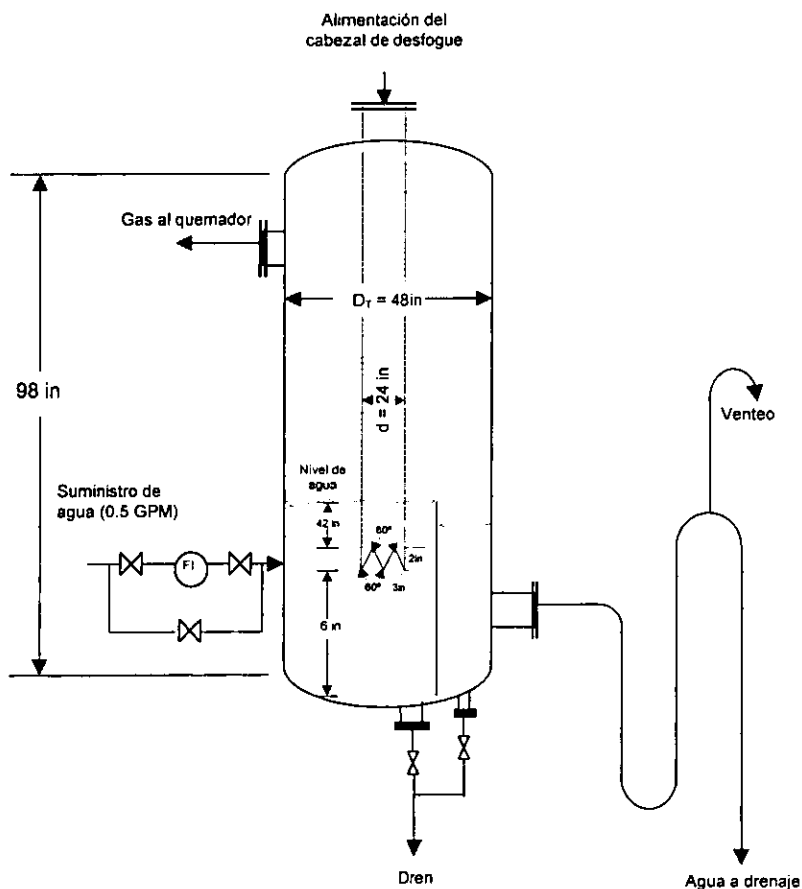 Alimentación del
cabezal de desfogue
Gas al quemador
D_T = 48in
98 in
d = 24 in
Venteo
Nivel de
agua
Suministro de
agua (0.5 GPM)
42 in
60°
2in
FI
60°
3in
6 in
Dren
Agua a drenaje